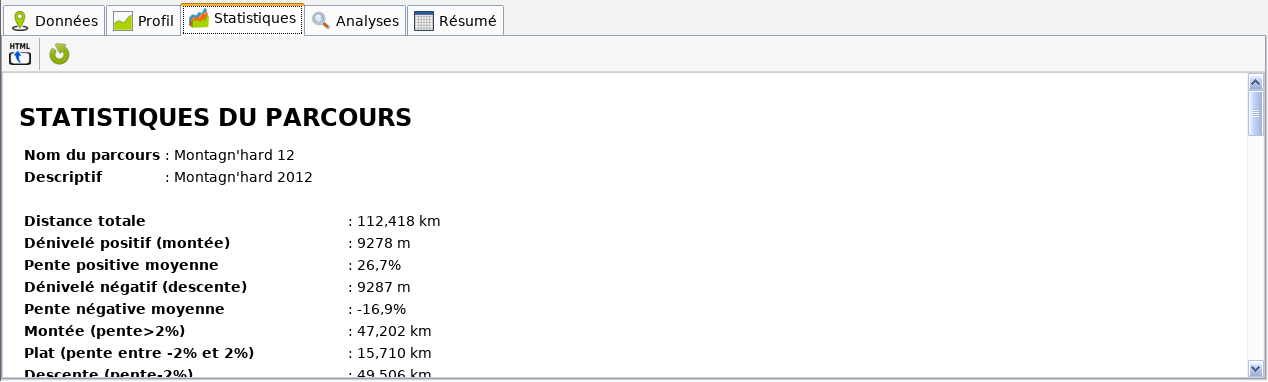 Données Profil Statistiques Analyses Résumé
HTML
STATISTIQUES DU PARCOURS
Nom du parcours : Montagn'hard 12
Descriptif : Montagn'hard 2012
Distance totale : 112,418 km
Dénivelé positif (montée) : 9278 m
Pente positive moyenne : 26,7%
Dénivelé négatif (descente) : 9287 m
Pente négative moyenne : -16,9%
Montée (pente>2%) : 47,202 km
Plat (pente entre -2% et 2%) : 15,710 km
Descente (pente-2%) : 49,506 km